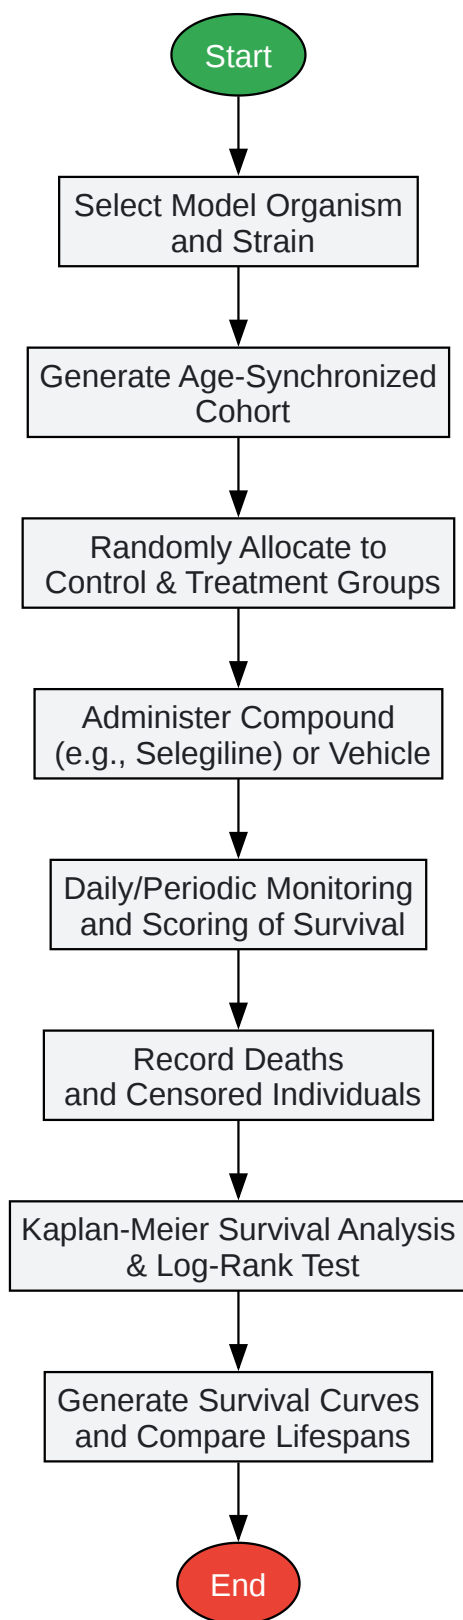 Start
Select Model Organism
and Strain
Generate Age-Synchronized
Cohort
Randomly Allocate to
Control & Treatment Groups
Administer Compound
(e.g., Selegiline) or Vehicle
Daily/Periodic Monitoring
and Scoring of Survival
Record Deaths
and Censored Individuals
Kaplan-Meier Survival Analysis
& Log-Rank Test
Generate Survival Curves
and Compare Lifespans
End